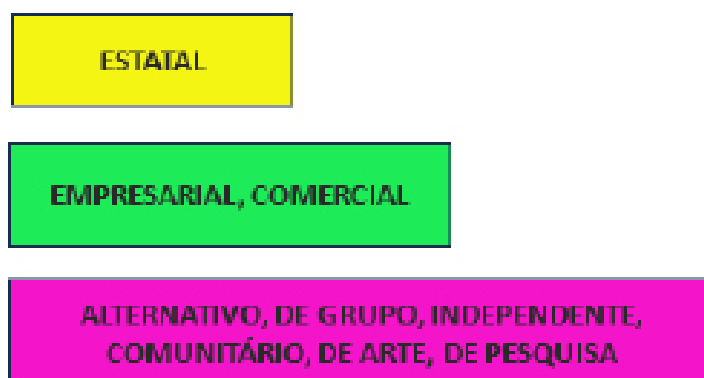 ESTATAL
EMPRESARIAL, COMERCIAL
ALTERNATIVO, DE GRUPO, INDEPENDENTE,
COMUNITÁRIO, DE ARTE, DE PESQUISA